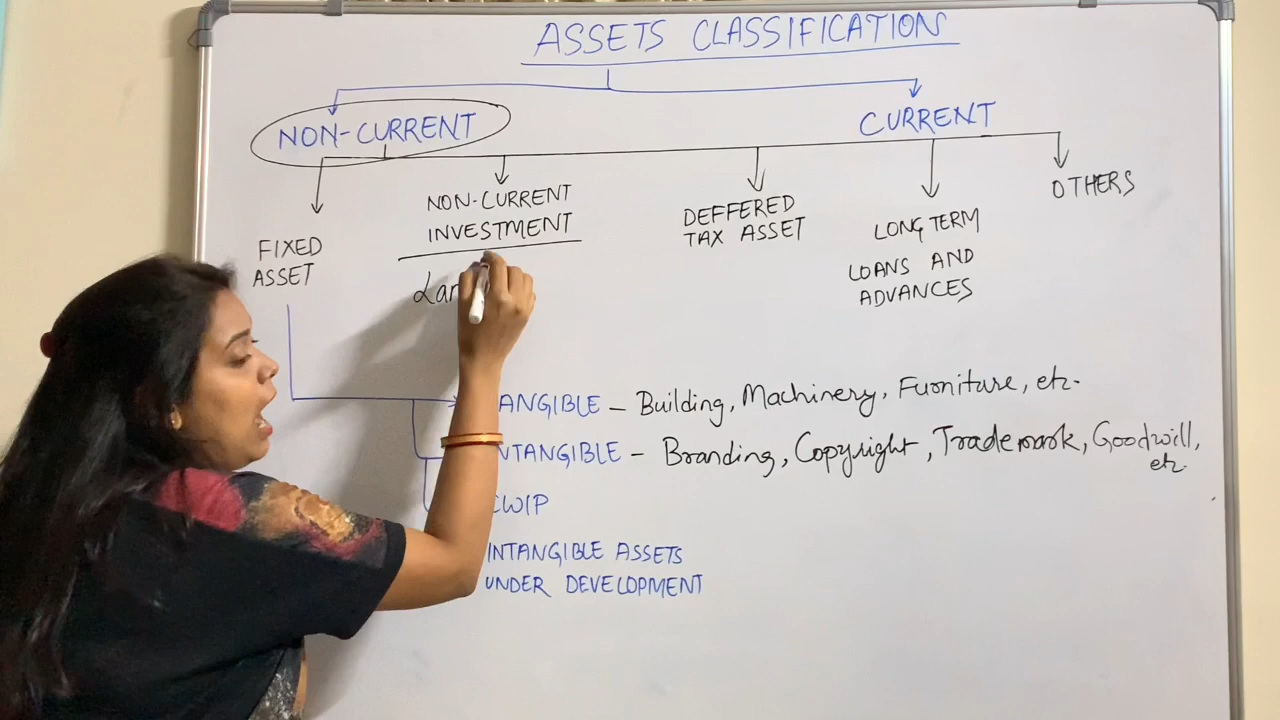 ASSETS CLASSIFICATION
NON-CURRENT
CURRENT
FIXED
ASSET
NON-CURRENT
INVESTMENT
DEFFERED
TAX ASSET
LONG TERM
LOANS AND
ADVANCES
OTHERS
ANGIBLE - Building, Machinery, Furniture, etc.
NTANGIBLE - Branding, Copyright, Trademark, Goodwill,
etc.
CWIP
INTANGIBLE ASSETS
UNDER DEVELOPMENT